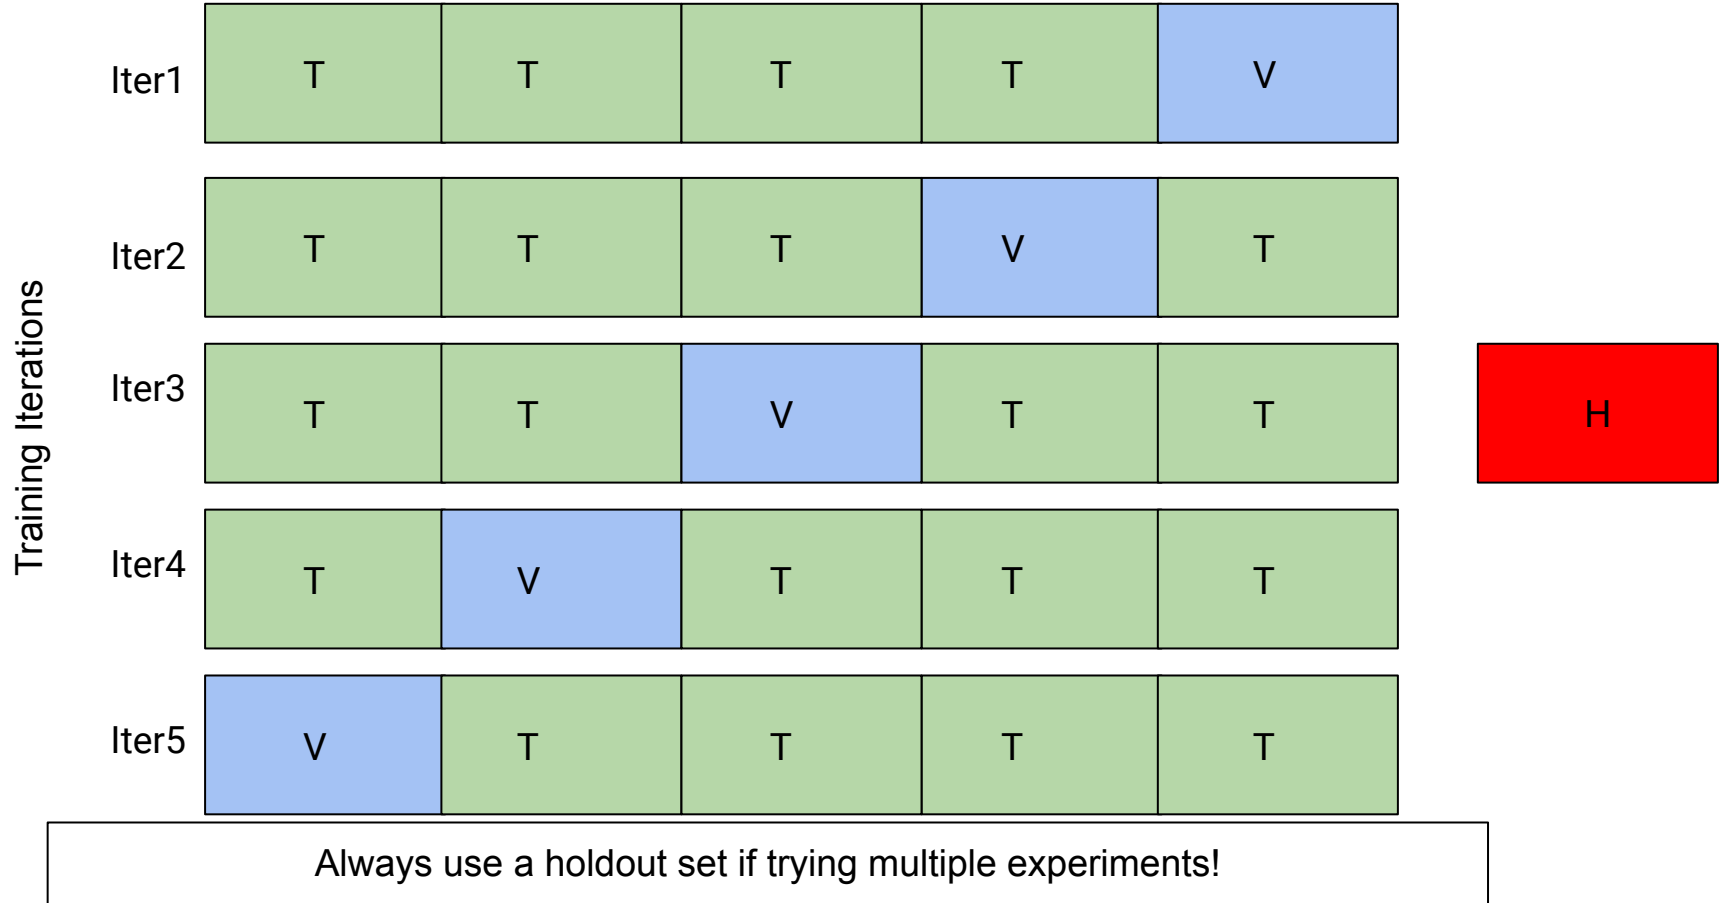 Training Iterations
Iter1 T T T T V
Iter2 T T T V T
Iter3 T T V T T H
Iter4 T V T T T
Iter5 V T T T T
Always use a holdout set if trying multiple experiments!